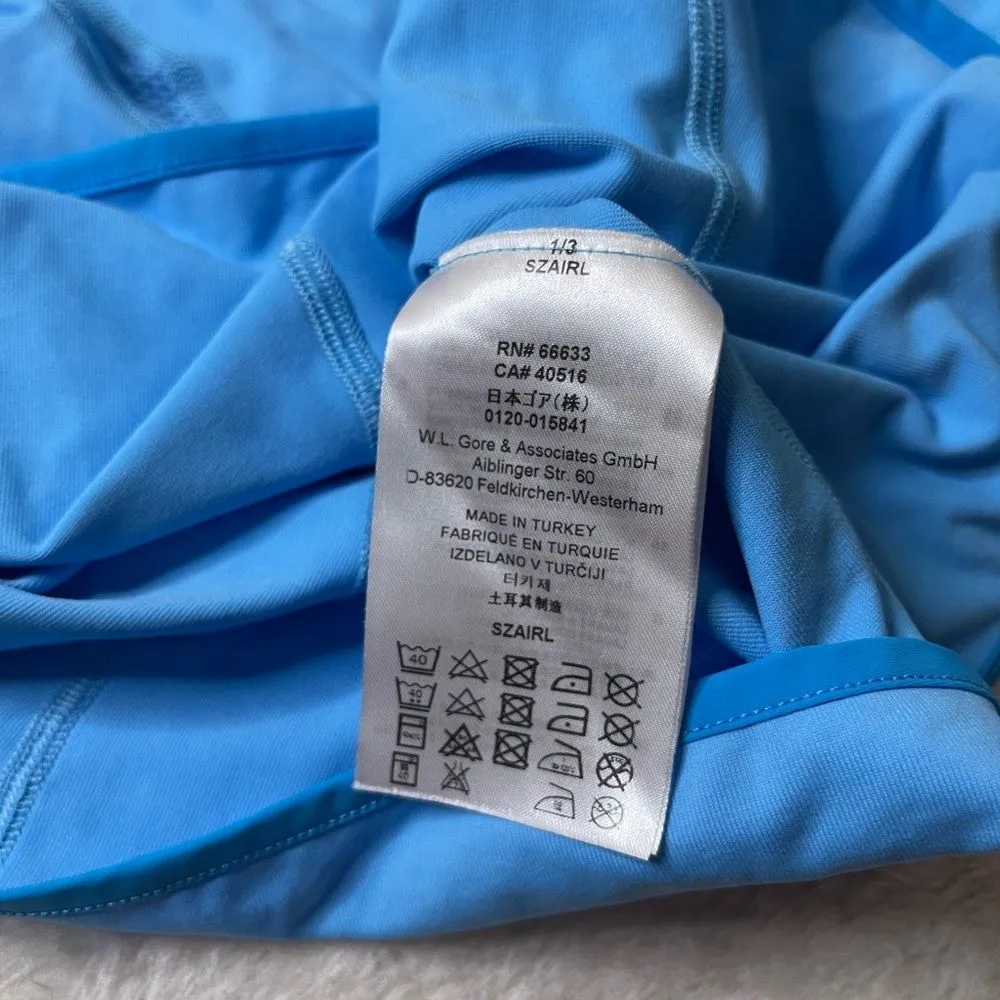 1/3
SZAIRL
RN# 66633
CA# 40516
日本ゴア(株)
0120-015841
W.L. Gore & Associates GmbH
Aiblinger Str. 60
D-83620 Feldkirchen-Westerham
MADE IN TURKEY
FABRIQUÉ EN TURQUIE
IZDELANO V TURČIJI
터키 제
土耳其制造
SZAIRL
40
40